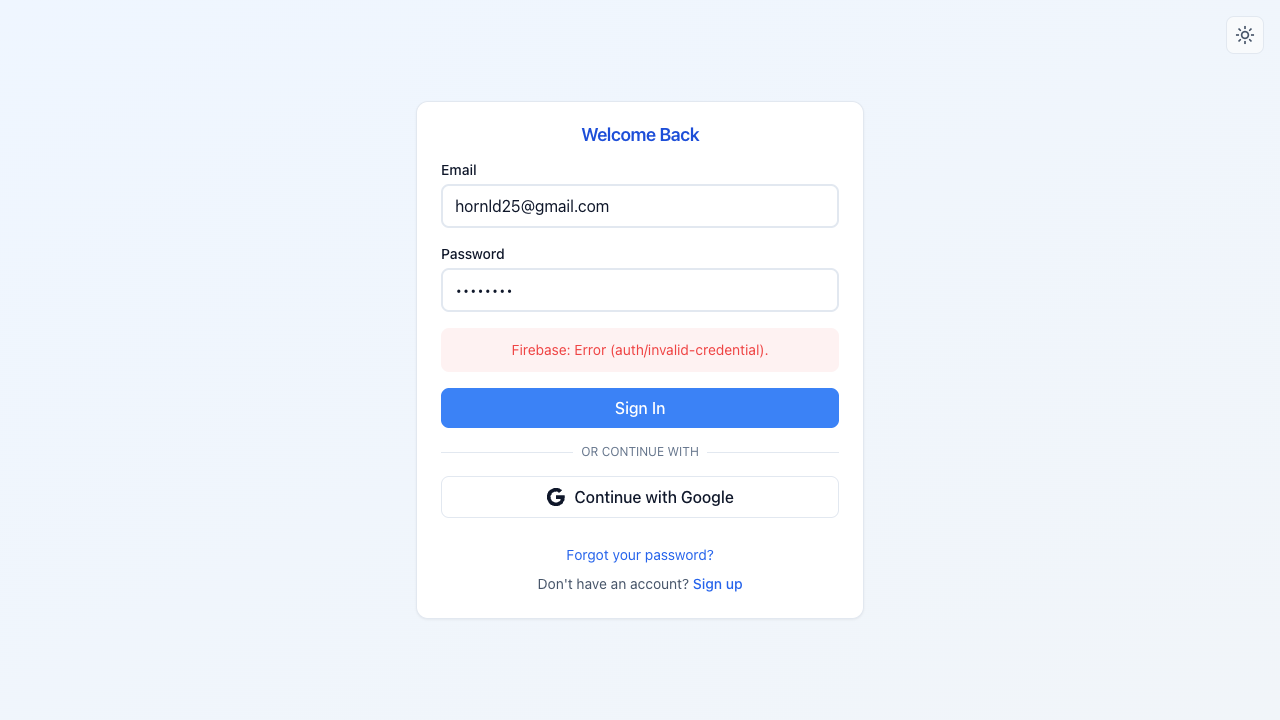 Welcome Back
Email
hornld25@gmail.com
Password
••••••••
Firebase: Error (auth/invalid-credential).
Sign In
OR CONTINUE WITH
Continue with Google
Forgot your password?
Don't have an account? Sign up